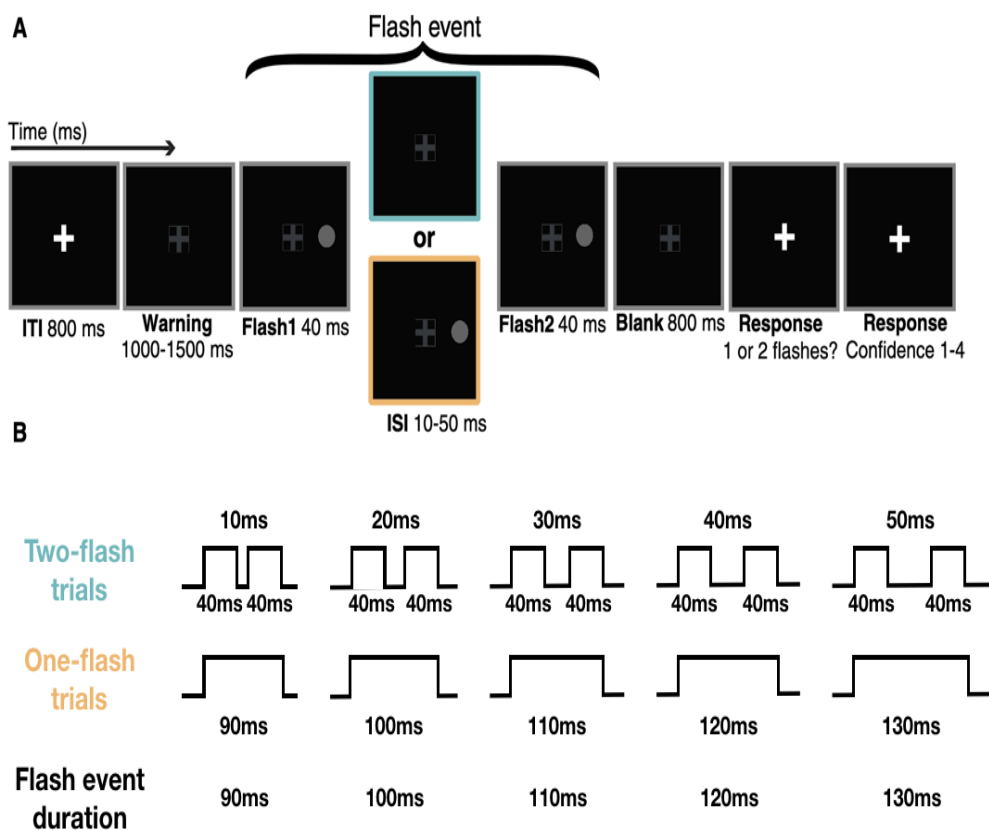 A
Flash event
Time (ms)
or
ITI 800 ms
Warning
1000-1500 ms
Flash1 40 ms
ISI 10-50 ms
Flash2 40 ms
Blank 800 ms
Response
1 or 2 flashes?
Response
Confidence 1-4
B
10ms 20ms 30ms 40ms 50ms
Two-flash
trials
40ms 40ms 40ms 40ms 40ms 40ms 40ms 40ms 40ms 40ms
One-flash
trials
90ms 100ms 110ms 120ms 130ms
Flash event
duration
90ms 100ms 110ms 120ms 130ms